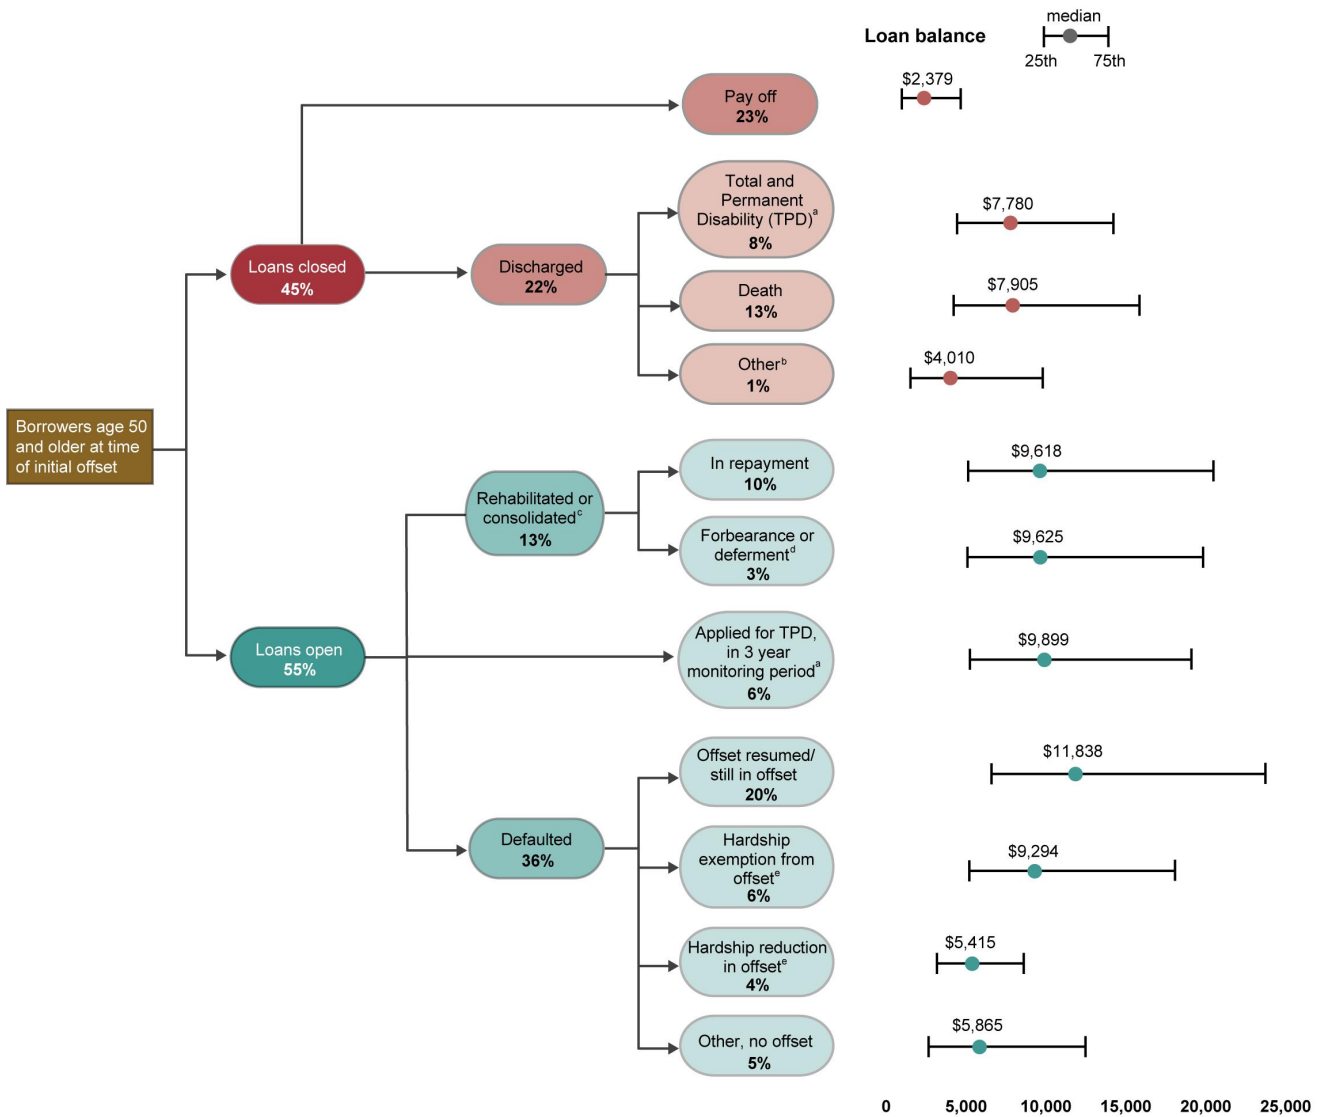 Loan balance
median
25th 75th
Pay off
23%
$2,379
Total and
Permanent
Disability (TPD)a
8%
$7,780
Loans closed
45%
Discharged
22%
Death
13%
$7,905
Otherb
1%
$4,010
Borrowers age 50
and older at time
of initial offset
Rehabilitated or
consolidatedc
13%
In repayment
10%
$9,618
Forbearance or
defermentd
3%
$9,625
Loans open
55%
Applied for TPD,
in 3 year
monitoring perioda
6%
$9,899
Offset resumed/
still in offset
20%
$11,838
Defaulted
36%
Hardship
exemption from
offsete
6%
$9,294
Hardship reduction
in offsete
4%
$5,415
Other, no offset
5%
$5,865
0 5,000 10,000 15,000 20,000 25,000